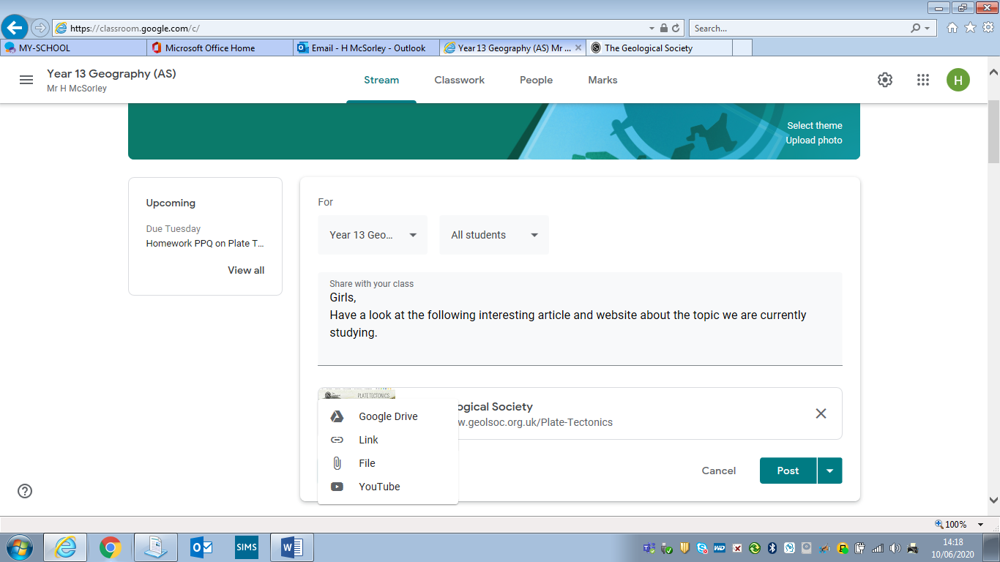 https://classroom.google.com/c/
Search...
MY-SCHOOL
Microsoft Office Home
Email - H McSorley - Outlook
Year 13 Geography (AS) Mr ...
The Geological Society
Year 13 Geography (AS)
Mr H McSorley
Stream
Classwork
People
Marks
H
Select theme
Upload photo
Upcoming
Due Tuesday
Homework PPQ on Plate T...
View all
For
Year 13 Geo...
All students
Share with your class
Girls,
Have a look at the following interesting article and website about the topic we are currently
studying.
PLATE TECTONICS
ological Society
w.geolsoc.org.uk/Plate-Tectonics
Google Drive
Link
File
YouTube
Cancel
Post
100%
SIMS
14:18
10/06/2020